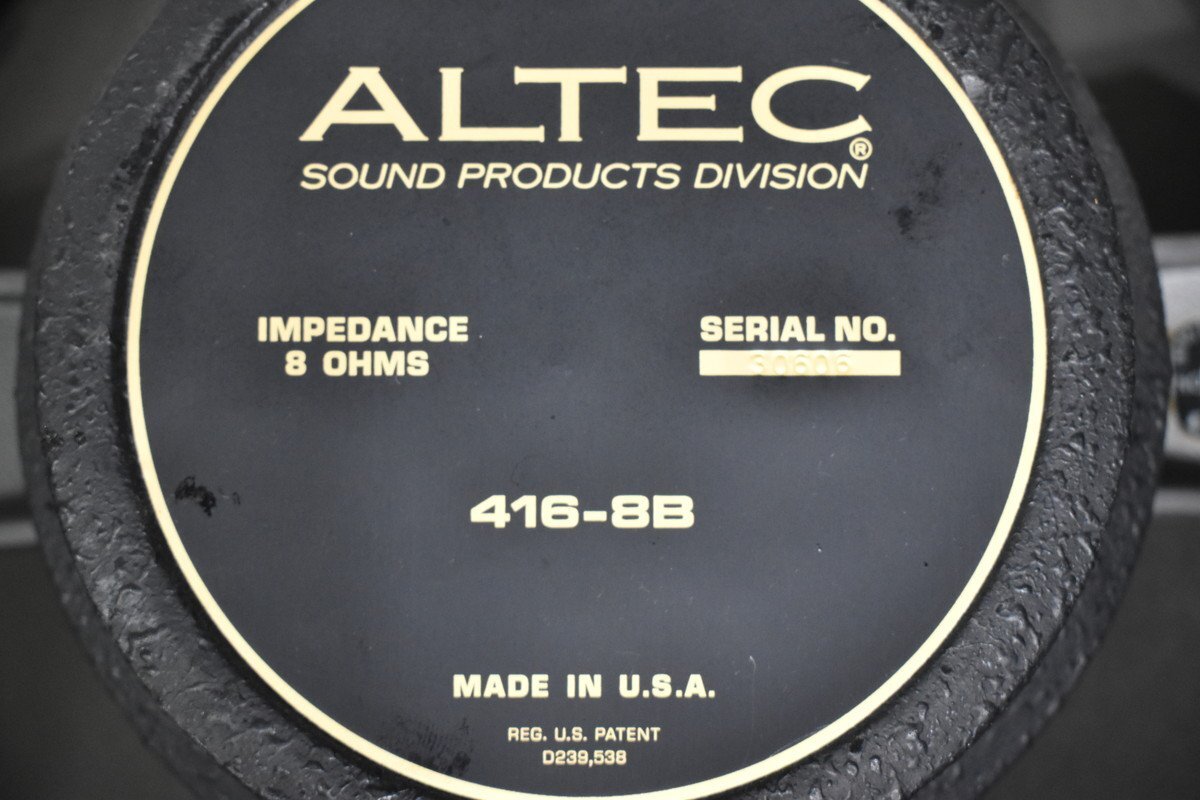 ALTEC®
SOUND PRODUCTS DIVISION
IMPEDANCE
8 OHMS
SERIAL NO.
416-8B
MADE IN U.S.A.
REG. U.S. PATENT
D239,538